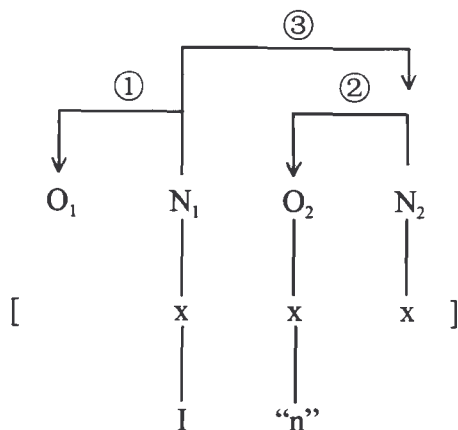 ③
① ②
O₁ N₁ O₂ N₂
[ x x x ]
I “n”